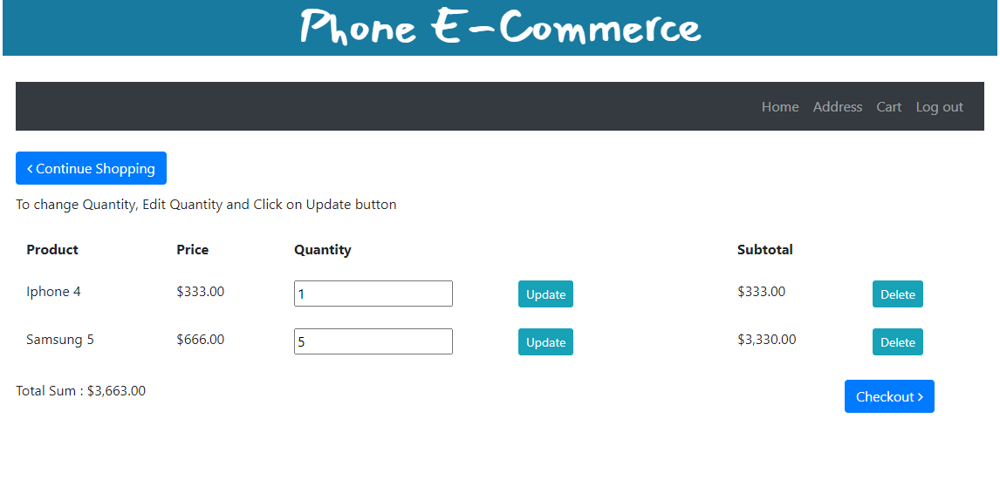 Phone E-Commerce
Home Address Cart Log out
Continue Shopping
To change Quantity, Edit Quantity and Click on Update button
Product Price Quantity Subtotal
Iphone 4 $333.00 1 Update $333.00 Delete
Samsung 5 $666.00 5 Update $3,330.00 Delete
Total Sum : $3,663.00 Checkout